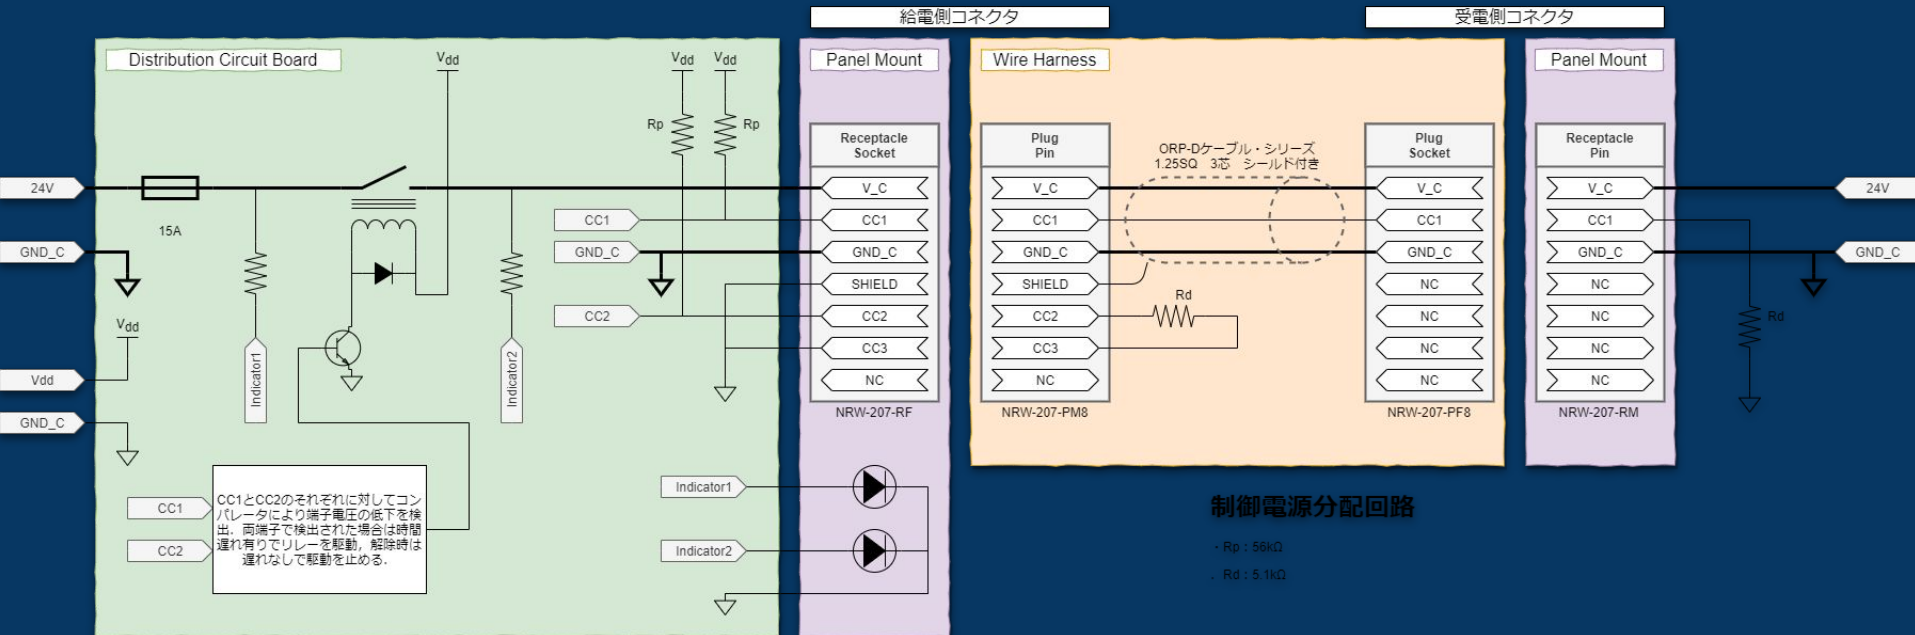 給電側コネクタ
受電側コネクタ
Distribution Circuit Board
Panel Mount
Wire Harness
Panel Mount
Vdd
Vdd
Vdd
Rp
Rp
Receptacle
Socket
Plug
Pin
ORP-Dケーブル・シリーズ
1.25SQ 3芯 シールド付き
Plug
Socket
Receptacle
Pin
24V
V_C
V_C
V_C
V_C
24V
15A
CC1
CC1
CC1
CC1
CC1
GND_C
GND_C
GND_C
GND_C
GND_C
GND_C
GND_C
SHIELD
SHIELD
NC
NC
Rd
CC2
CC2
CC2
NC
NC
Rd
Vdd
CC3
CC3
NC
NC
Vdd
Indicator1
Indicator2
NC
NC
NC
NC
NRW-207-RF
NRW-207-PM8
NRW-207-PF8
NRW-207-RM
GND_C
CC1
CC2
CC1とCC2のそれぞれに対してコン
パレータにより端子電圧の低下を検
出．両端子で検出された場合は時間
遅れ有りでリレーを駆動，解除時は
遅れなしで駆動を止める．
Indicator1
Indicator2
制御電源分配回路
- Rp：56kΩ
. Rd：5.1kΩ